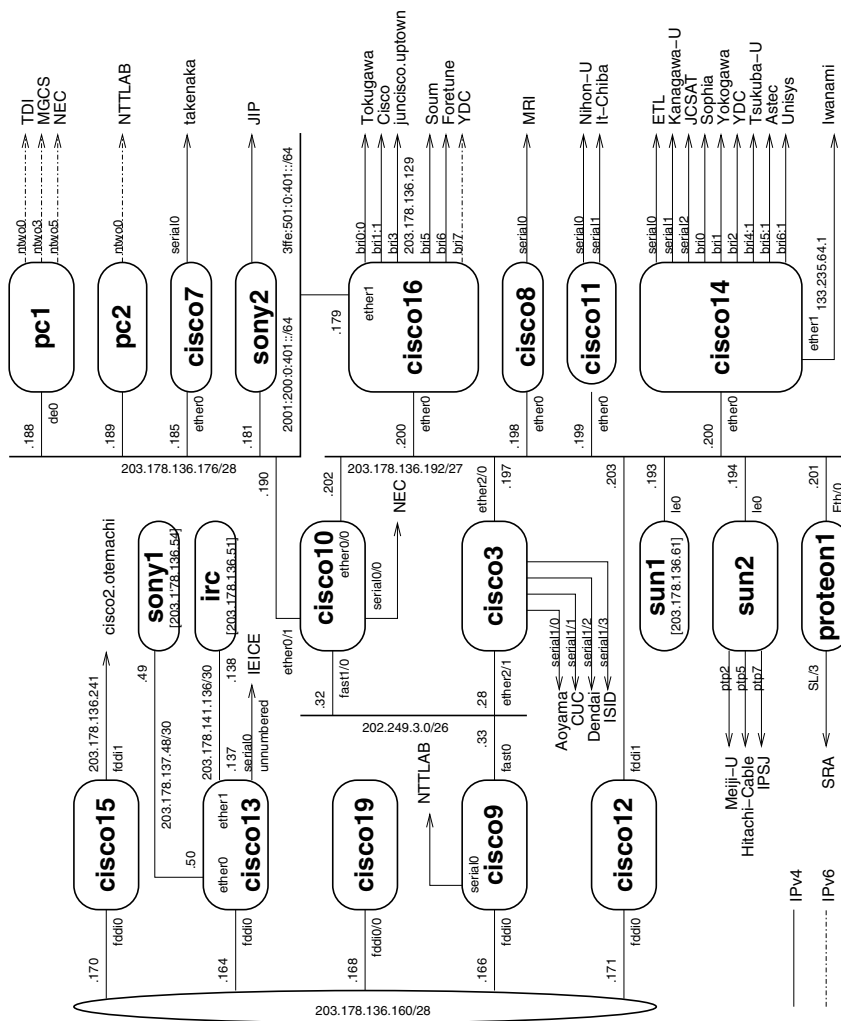 TDI
MGCS
NEC
ntwo0
ntwo3
ntwo5
pc1
de0
.188
NTTLAB
ntwo0
pc2
.189
takenaka
serial0
cisco7
ether0
.185
JIP
sony2
.181
203.178.136.176/28
2001:200:0:401::/64
3ffe:501:0:401::/64
.190
.179
Tokugawa
Cisco
juncisco.uptown
203.178.136.129
Soum
Foretune
YDC
bri0:0
bri1:1
bri3
bri5
bri6
bri7
ether1
cisco16
ether0
.200
MRI
serial0
cisco8
ether0
.198
Nihon-U
It-Chiba
serial0
serial1
cisco11
ether0
.199
ETL
Kanagawa-U
JCSAT
Sophia
Yokogawa
YDC
Tsukuba-U
Astec
Unisys
serial0
serial1
serial2
bri0
bri1
bri2
bri4:1
bri5:1
bri6:1
cisco14
ether0
.200
ether1
133.235.64.1
Iwanami
203.178.136.192/27
.202
ether0/0
cisco10
ether0/1
serial0/0
NEC
fast1/0
.32
.197
ether2/0
cisco3
ether2/1
.28
serial1/0
serial1/1
serial1/2
serial1/3
Aoyama
CUC
Dendai
ISID
.203
.193
le0
sun1
[203.178.136.61]
.194
le0
sun2
ptp2
ptp5
ptp7
Meiji-U
Hitachi-Cable
IPSJ
.201
Eth/0
proteon1
SL/3
SRA
202.249.3.0/26
cisco2.otemachi
203.178.136.241
fddi1
cisco15
fddi0
.170
sony1
[203.1'78.136.54]
.49
203.178.137.48/30
.50
irc
[203.178.136.51]
.138
203.178.141.136/30
.137
IEICE
serial0
unnumbered
ether0
ether1
cisco13
fddi0
.164
cisco19
fddi0/0
.168
NTTLAB
serial0
.33
fast0
cisco9
fddi0
.166
fddi1
cisco12
fddi0
.171
203.178.136.160/28
IPv4
IPv6